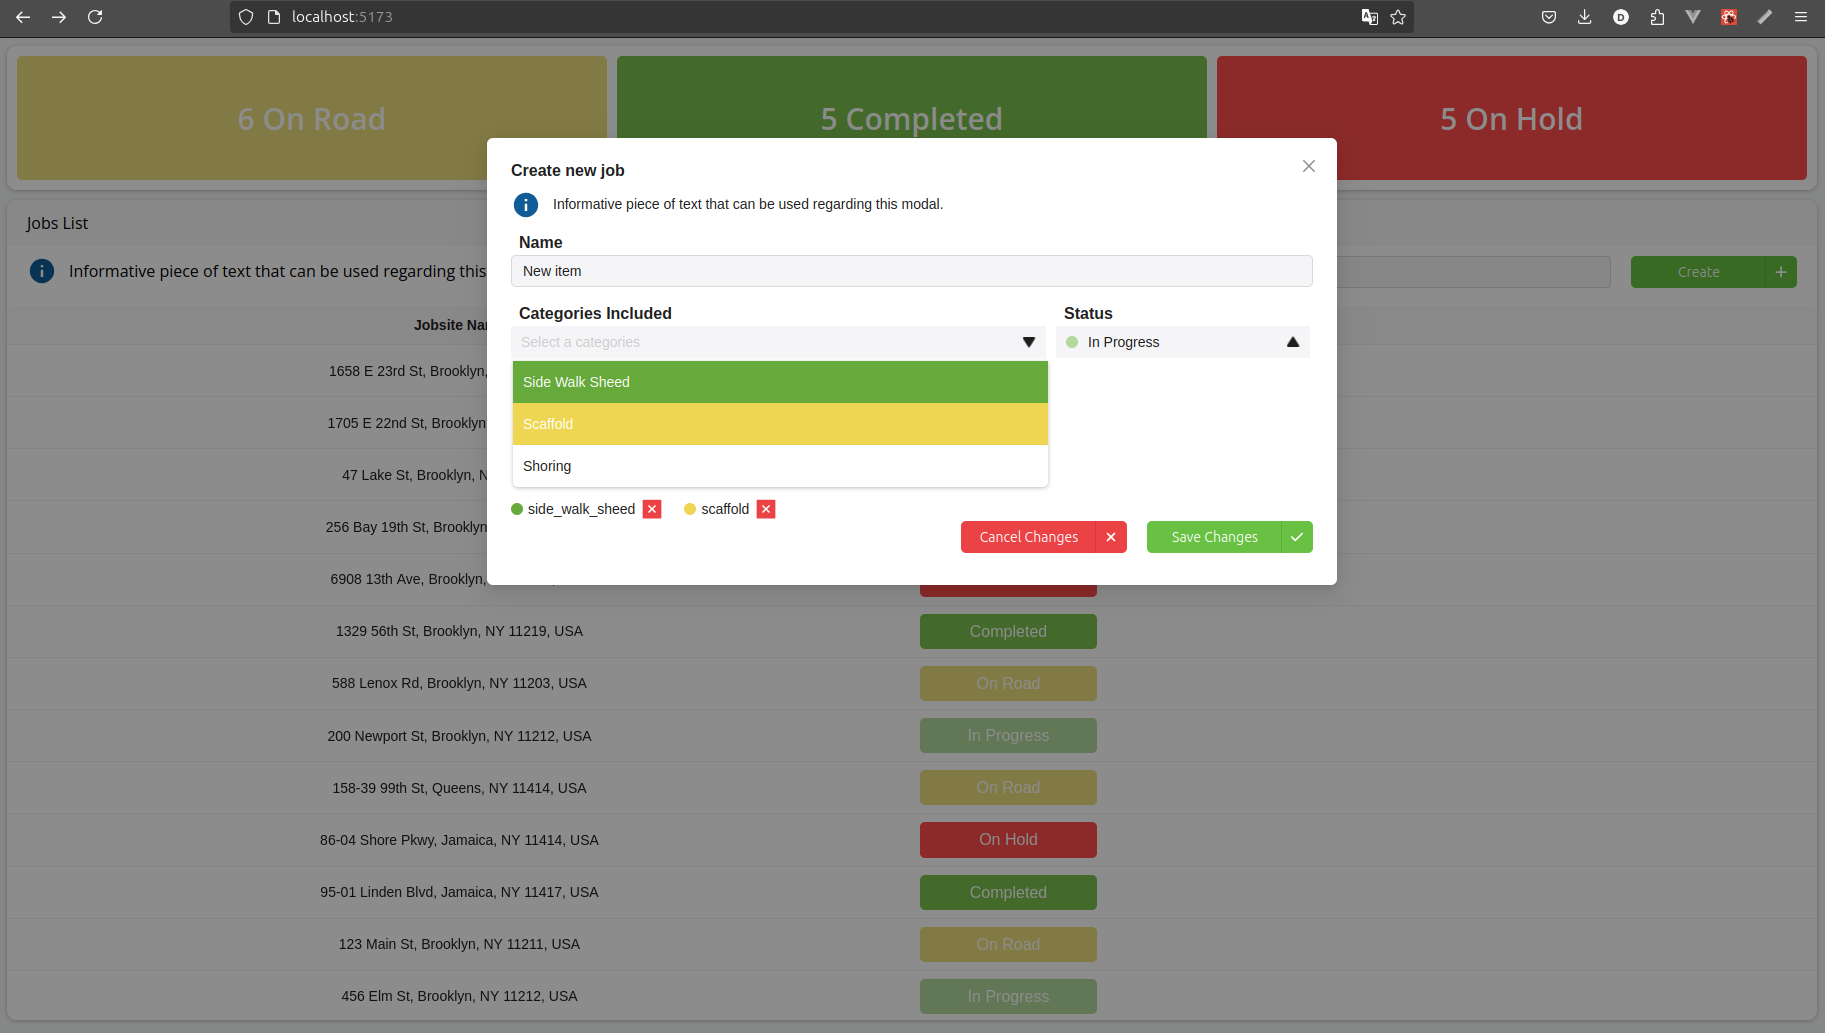 localhost:5173
6 On Road
5 Completed
5 On Hold
Create new job
Informative piece of text that can be used regarding this modal.
Name
New item
Categories Included
Status
Select a categories
In Progress
Side Walk Sheed
Scaffold
Shoring
side_walk_sheed
scaffold
Cancel Changes
Save Changes
Jobs List
Informative piece of text that can be used regarding this
Create
Jobsite
1658 E 23rd St, Brooklyn,
1705 E 22nd St, Brooklyn
47 Lake St, Brooklyn,
256 Bay 19th St, Brooklyn
6908 13th Ave, Brooklyn,
1329 56th St, Brooklyn, NY 11219, USA
Completed
588 Lenox Rd, Brooklyn, NY 11203, USA
On Road
200 Newport St, Brooklyn, NY 11212, USA
In Progress
158-39 99th St, Queens, NY 11414, USA
On Road
86-04 Shore Pkwy, Jamaica, NY 11414, USA
On Hold
95-01 Linden Blvd, Jamaica, NY 11417, USA
Completed
123 Main St, Brooklyn, NY 11211, USA
On Road
456 Elm St, Brooklyn, NY 11212, USA
In Progress